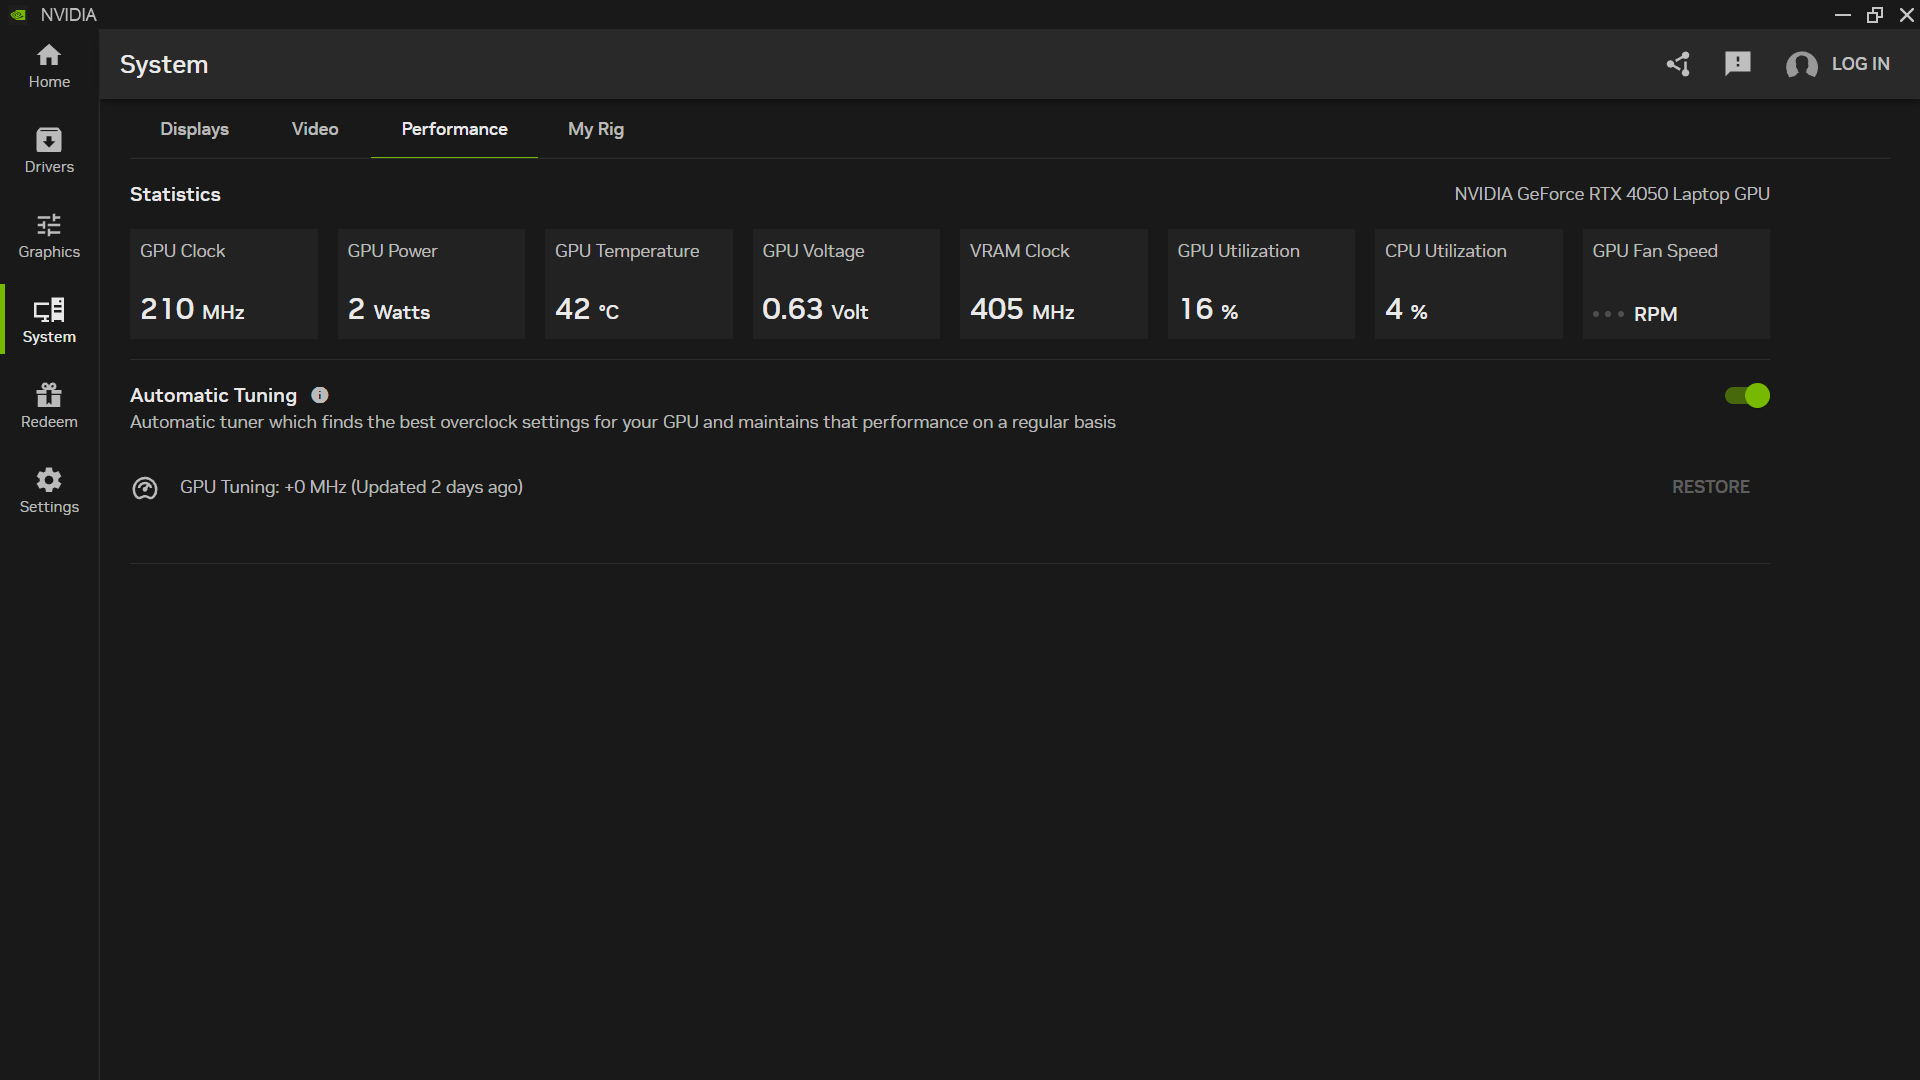 NVIDIA
Home
Drivers
Graphics
System
Redeem
Settings
System
LOG IN
Displays Video Performance My Rig
Statistics
NVIDIA GeForce RTX 4050 Laptop GPU
GPU Clock
210 MHz
GPU Power
2 Watts
GPU Temperature
42 °C
GPU Voltage
0.63 Volt
VRAM Clock
405 MHz
GPU Utilization
16 %
CPU Utilization
4 %
GPU Fan Speed
... RPM
Automatic Tuning
Automatic tuner which finds the best overclock settings for your GPU and maintains that performance on a regular basis
GPU Tuning: +0 MHz (Updated 2 days ago)
RESTORE